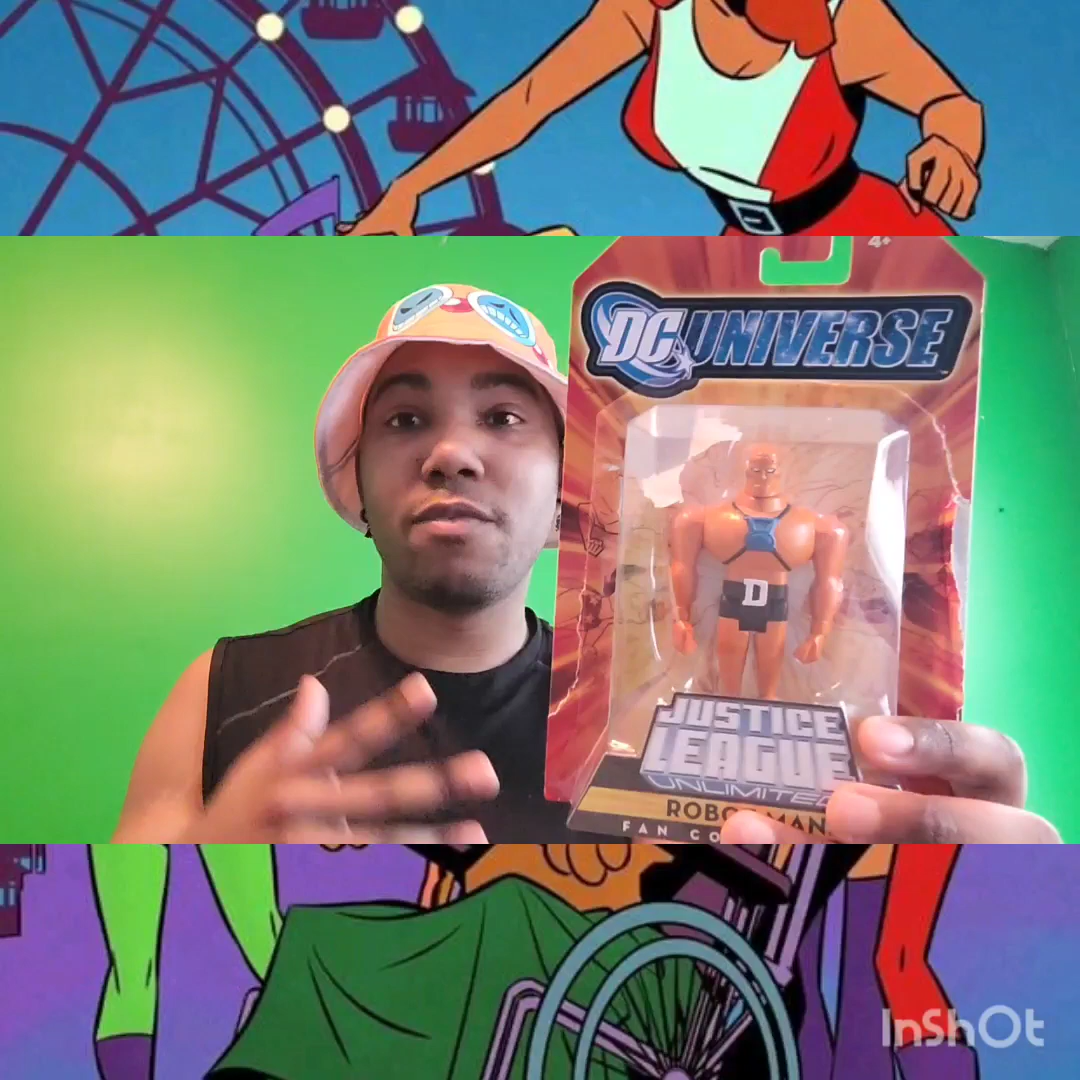 4+
DC UNIVERSE
D
JUSTICE
LEAGUE
UNLIMITED
FAN
InShOt